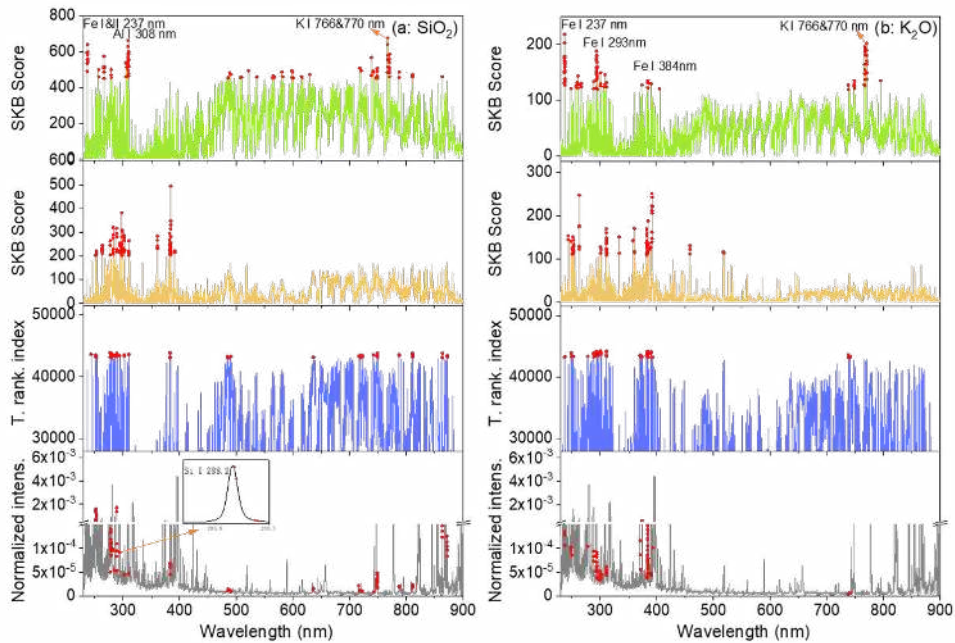 Fe I&II 237 nm
Al I 308 nm
K I 766&770 nm
(a: SiO₂)
800
600
400
200
0
SKB Score
Fe I 237 nm
Fe I 293nm
Fe I 384nm
K I 766&770 nm
(b: K₂O)
200
100
0
SKB Score
600
500
400
300
200
100
0
SKB Score
300
200
100
0
SKB Score
50000
40000
30000
T. rank. index
50000
40000
30000
T. rank. index
6x10⁻³
4x10⁻³
2x10⁻³
1x10⁻⁴
5x10⁻⁵
Normalized intens.
Si I 288.2
6x10⁻³
4x10⁻³
2x10⁻³
1x10⁻⁴
5x10⁻⁵
Normalized intens.
300 400 500 600 700 800 900
Wavelength (nm)
300 400 500 600 700 800 900
Wavelength (nm)